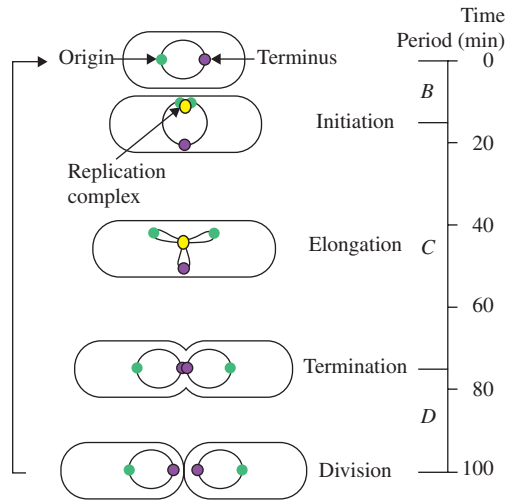 Time
Period (min)
Origin
Terminus
0
B
Initiation
20
Replication
complex
40
Elongation
C
60
Termination
80
D
Division
100